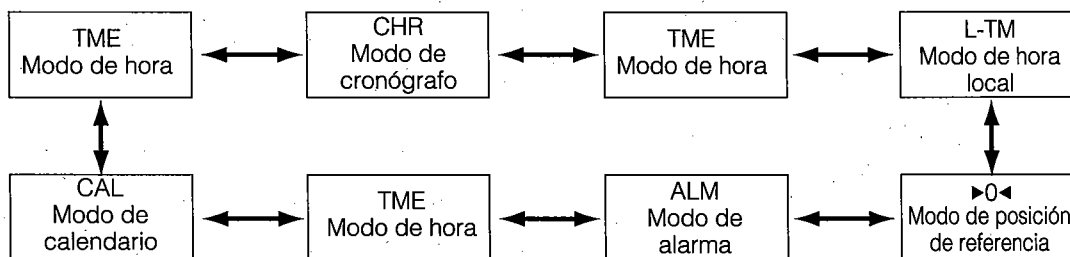 TME
Modo de hora
CHR
Modo de
cronógrafo
TME
Modo de hora
L-TM
Modo de hora
local
CAL
Modo de
calendario
TME
Modo de hora
ALM
Modo de
alarma
►0◄
Modo de posición
de referencia